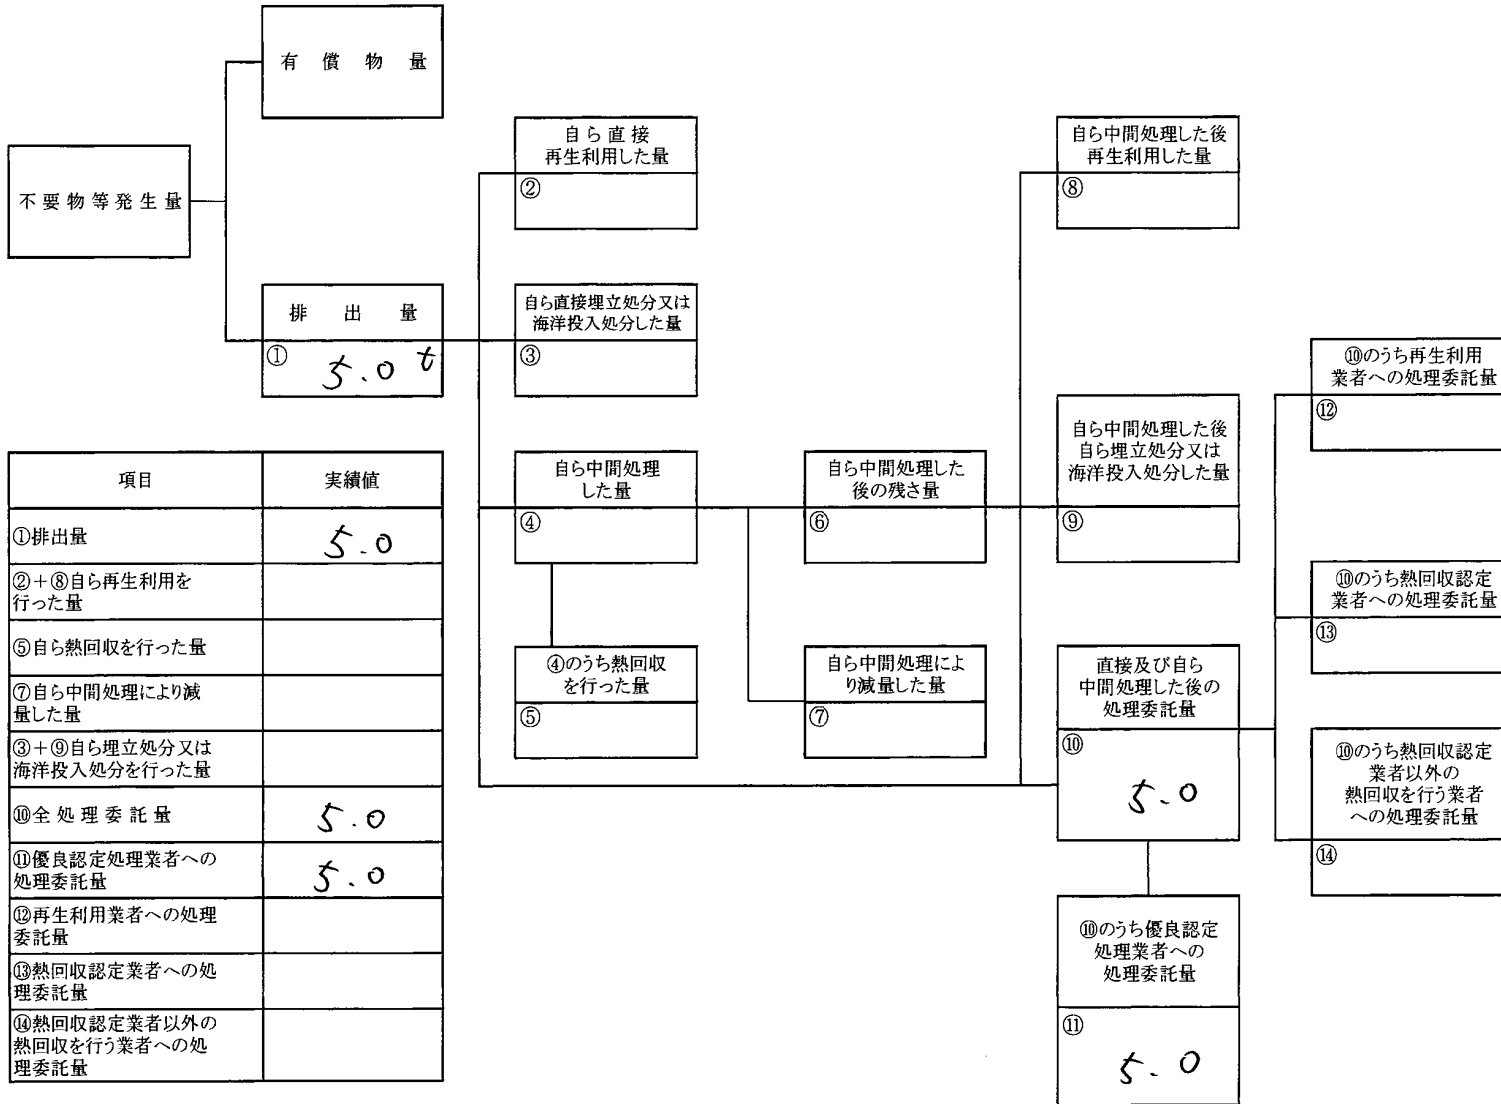 有償物量
不要物等発生量
排出量
① 5.0 t
自ら直接
再生利用した量
②
自ら直接埋立処分又は
海洋投入処分した量
③
自ら中間処理
した量
④
④のうち熱回収
を行った量
⑤
自ら中間処理した
後の残さ量
⑥
自ら中間処理によ
り減量した量
⑦
自ら中間処理した後
再生利用した量
⑧
自ら中間処理した後
自ら埋立処分又は
海洋投入処分した量
⑨
直接及び自ら
中間処理した後の
処理委託量
⑩
5.0
⑩のうち優良認定
処理業者への
処理委託量
⑪
5.0
⑩のうち再生利用
業者への処理委託量
⑫
⑩のうち熱回収認定
業者への処理委託量
⑬
⑩のうち熱回収認定
業者以外の
熱回収を行う業者
への処理委託量
⑭
項目 実績値
①排出量 5.0
②+⑧自ら再生利用を
行った量
⑤自ら熱回収を行った量
⑦自ら中間処理により減
量した量
③+⑨自ら埋立処分又は
海洋投入処分を行った量
⑩全処理委託量 5.0
⑪優良認定処理業者への
処理委託量 5.0
⑫再生利用業者への処理
委託量
⑬熱回収認定業者への処
理委託量
⑭熱回収認定業者以外の
熱回収を行う業者への処
理委託量